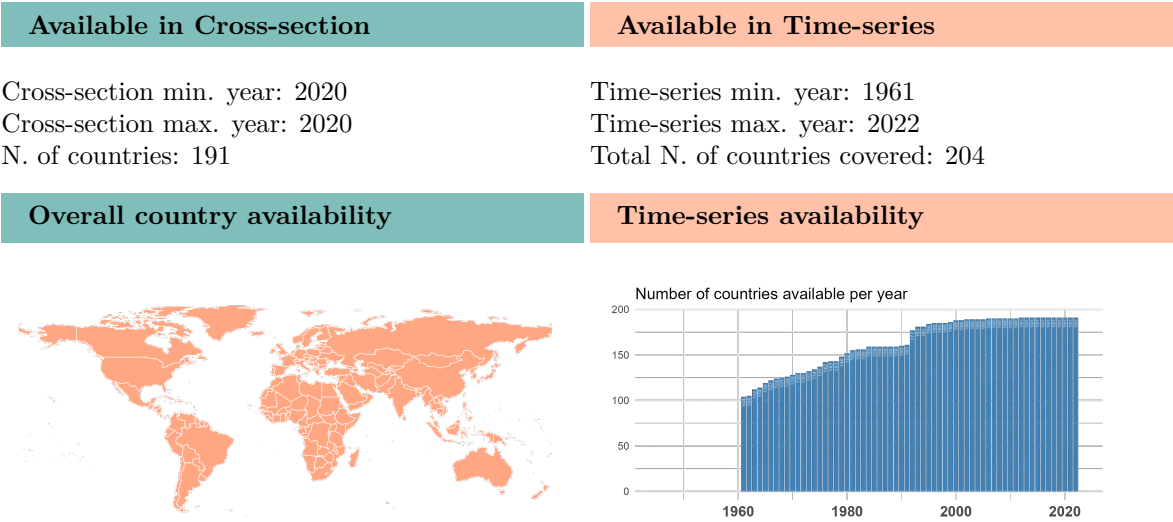 Available in Cross-section
Cross-section min. year: 2020
Cross-section max. year: 2020
N. of countries: 191
Available in Time-series
Time-series min. year: 1961
Time-series max. year: 2022
Total N. of countries covered: 204
Overall country availability
Time-series availability
Number of countries available per year
200
150
100
50
0
1960 1980 2000 2020